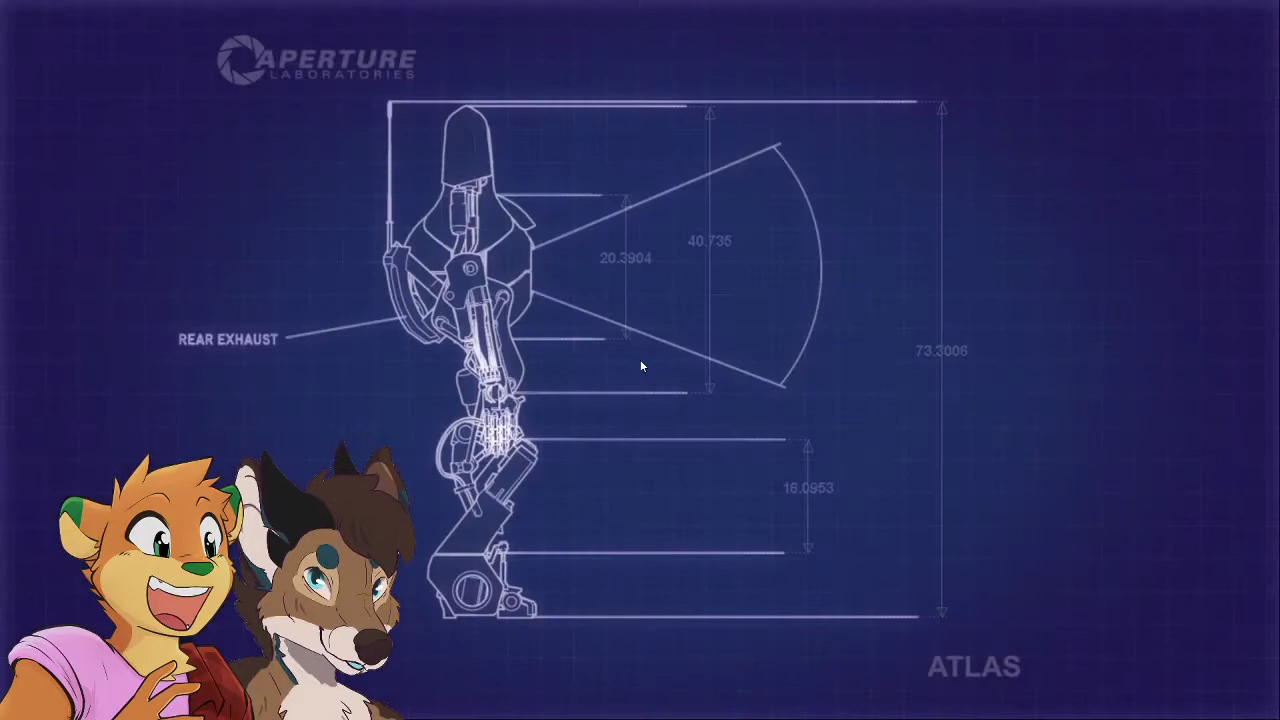 APERTURE
LABORATORIES
40.735
20.3904
REAR EXHAUST
73.3006
16.0953
ATLAS